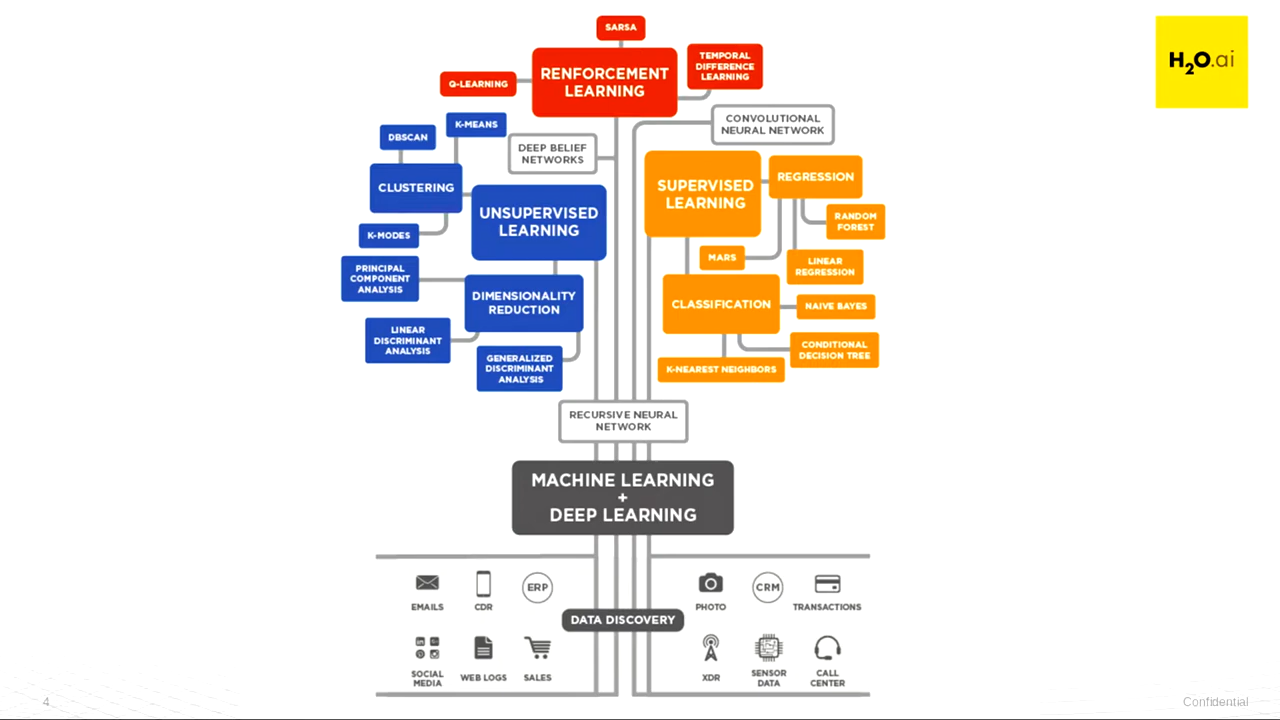 SARSA
RENFORCEMENT
LEARNING
TEMPORAL
DIFFERENCE
LEARNING
Q-LEARNING
H2O.ai
CONVOLUTIONAL
NEURAL NETWORK
K-MEANS
DBSCAN
DEEP BELIEF
NETWORKS
CLUSTERING
UNSUPERVISED
LEARNING
K-MODES
PRINCIPAL
COMPONENT
ANALYSIS
DIMENSIONALITY
REDUCTION
LINEAR
DISCRIMINANT
ANALYSIS
GENERALIZED
DISCRIMINANT
ANALYSIS
SUPERVISED
LEARNING
REGRESSION
RANDOM
FOREST
MARS
LINEAR
REGRESSION
CLASSIFICATION
NAIVE BAYES
CONDITIONAL
DECISION TREE
K-NEAREST NEIGHBORS
RECURSIVE NEURAL
NETWORK
MACHINE LEARNING
+
DEEP LEARNING
ERP
CRM
EMAILS
CDR
PHOTO
TRANSACTIONS
DATA DISCOVERY
SOCIAL
MEDIA
WEB LOGS
SALES
XDR
SENSOR
DATA
CALL
CENTER
4
Confidential